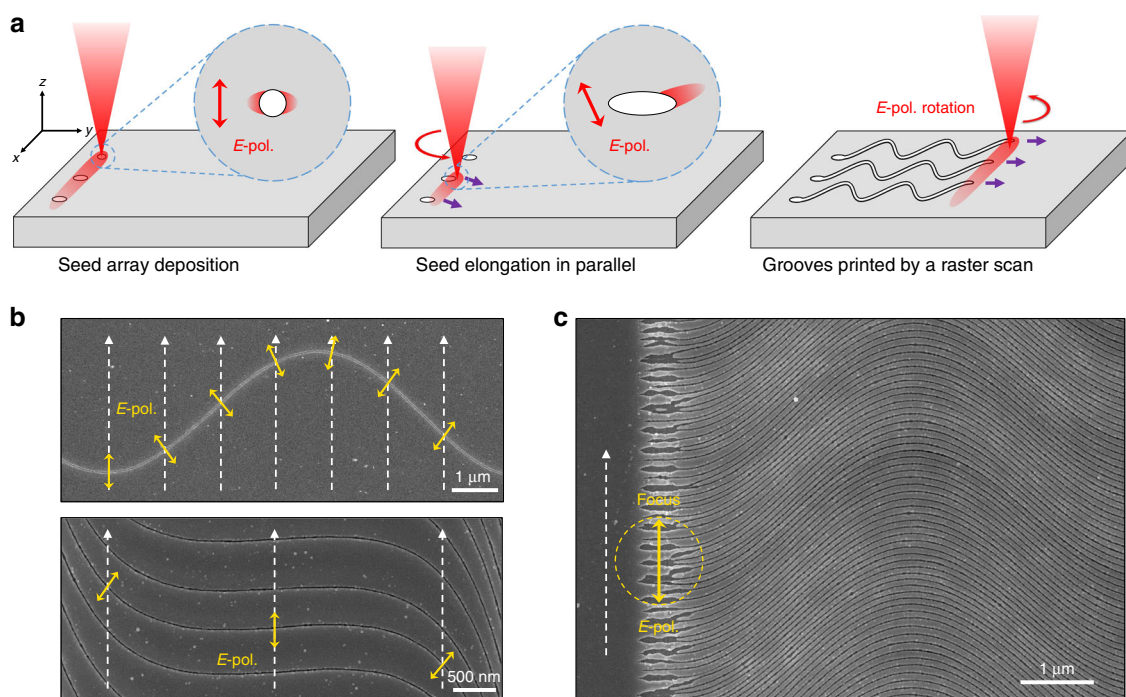 a
z
y
x
E-pol.
E-pol.
E-pol. rotation
Seed array deposition
Seed elongation in parallel
Grooves printed by a raster scan
b
E-pol.
1 μm
E-pol.
500 nm
c
Focus
E-pol.
1 μm